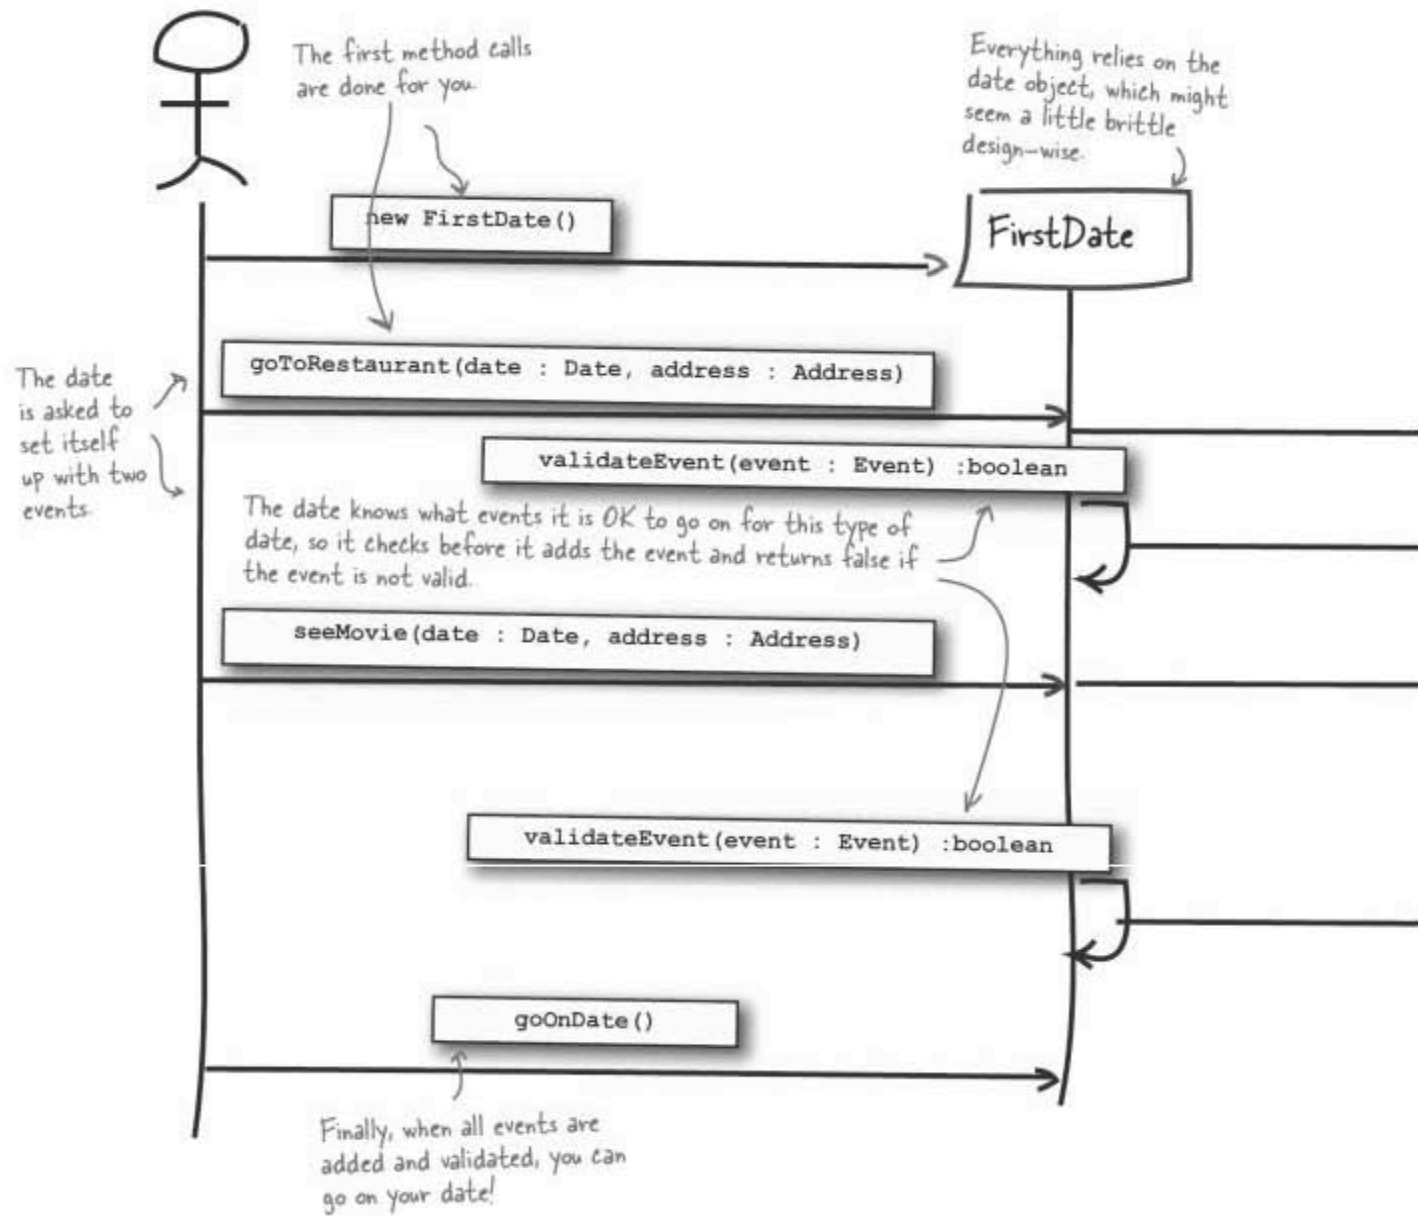 The first method calls
are done for you.
Everything relies on the
date object, which might
seem a little brittle
design-wise.
new FirstDate()
FirstDate
goToRestaurant(date : Date, address : Address)
The date
is asked to
set itself
up with two
events.
validateEvent(event : Event) :boolean
The date knows what events it is OK to go on for this type of
date, so it checks before it adds the event and returns false if
the event is not valid.
seeMovie(date : Date, address : Address)
validateEvent(event : Event) :boolean
goOnDate()
Finally, when all events are
added and validated, you can
go on your date!